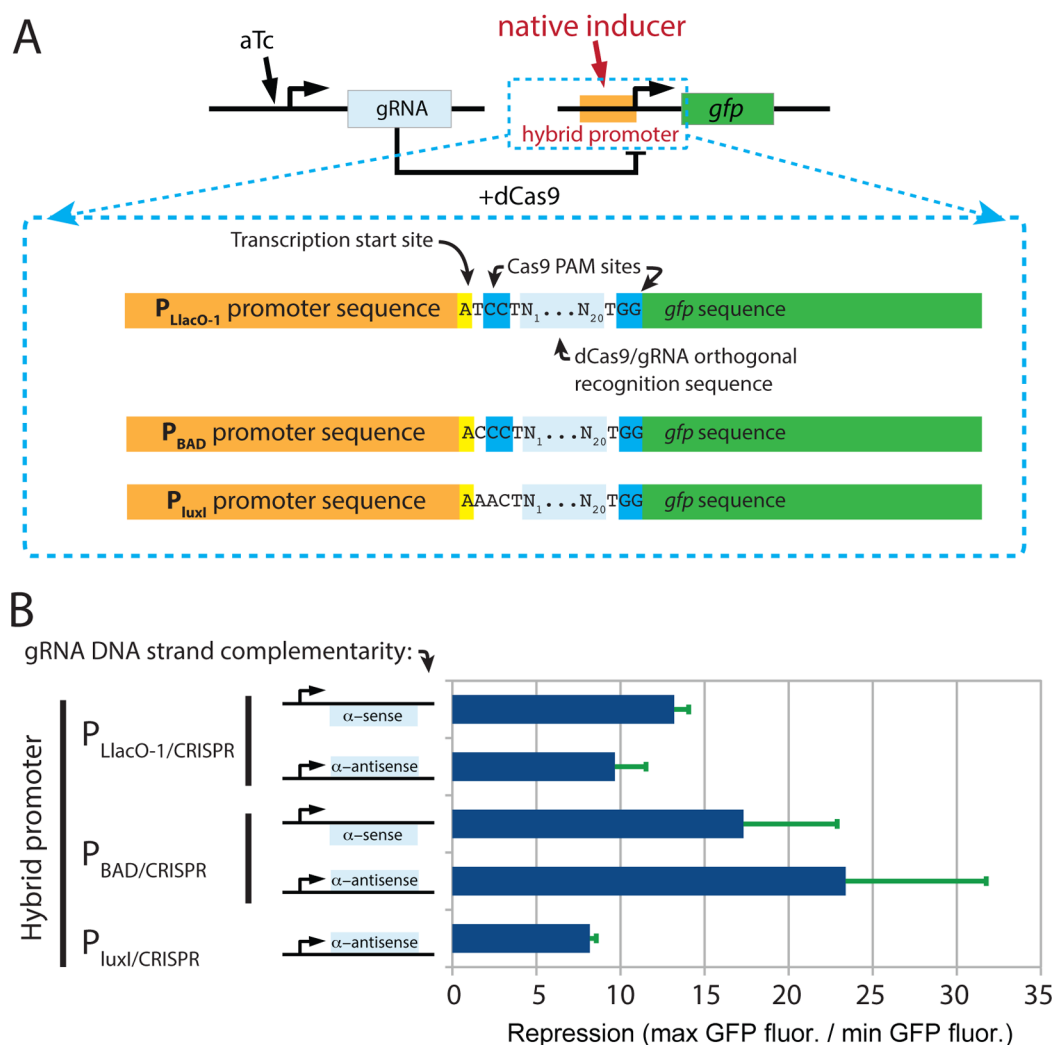 A
aTc
native inducer
gRNA
gfp
hybrid promoter
+dCas9
Transcription start site
Cas9 PAM sites
PLlacO-1 promoter sequence ATCCTN1...N20TGG gfp sequence
dCas9/gRNA orthogonal
recognition sequence
PBAD promoter sequence ACCCTN1...N20TGG gfp sequence
PluxI promoter sequence AAACTN1...N20TGG gfp sequence
B
gRNA DNA strand complementarity:
Hybrid promoter
PLlacO-1/CRISPR
α-sense
α-antisense
PBAD/CRISPR
α-sense
α-antisense
PluxI/CRISPR
α-antisense
0 5 10 15 20 25 30 35
Repression (max GFP fluor. / min GFP fluor.)